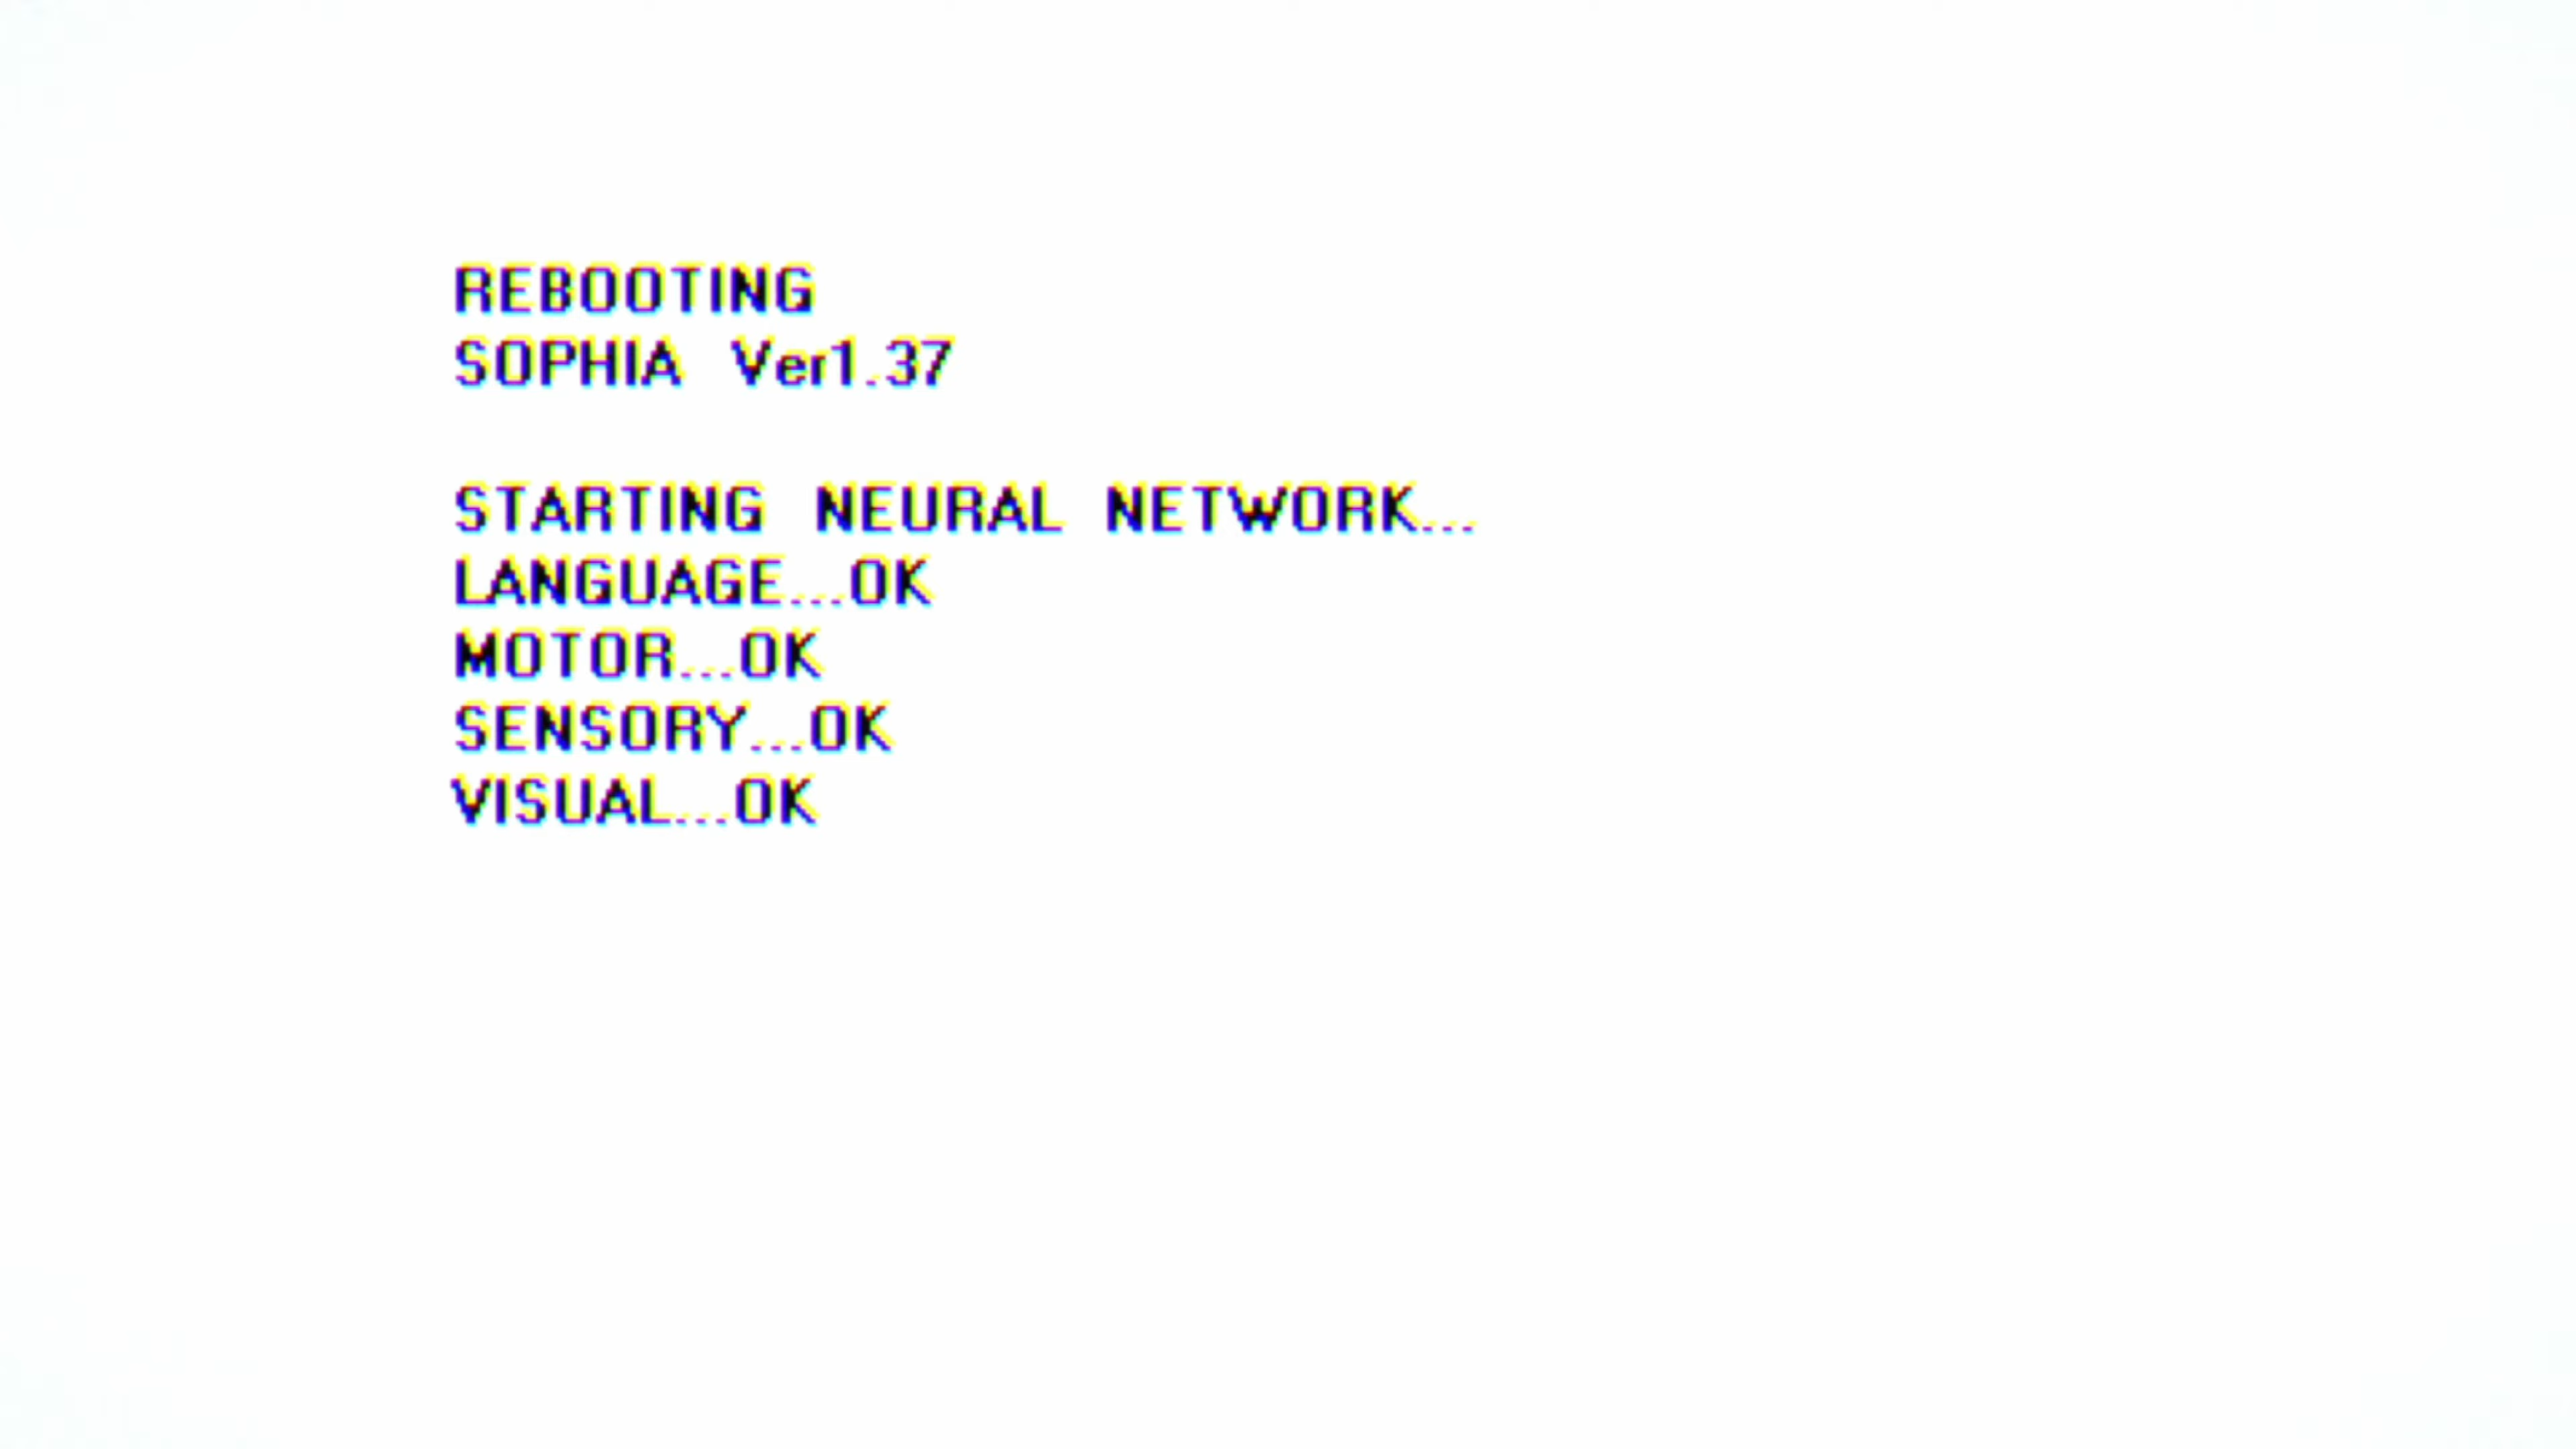 REBOOTING
SOPHIA Ver1.37
STARTING NEURAL NETWORK...
LANGUAGE...OK
MOTOR...OK
SENSORY...OK
VISUAL...OK